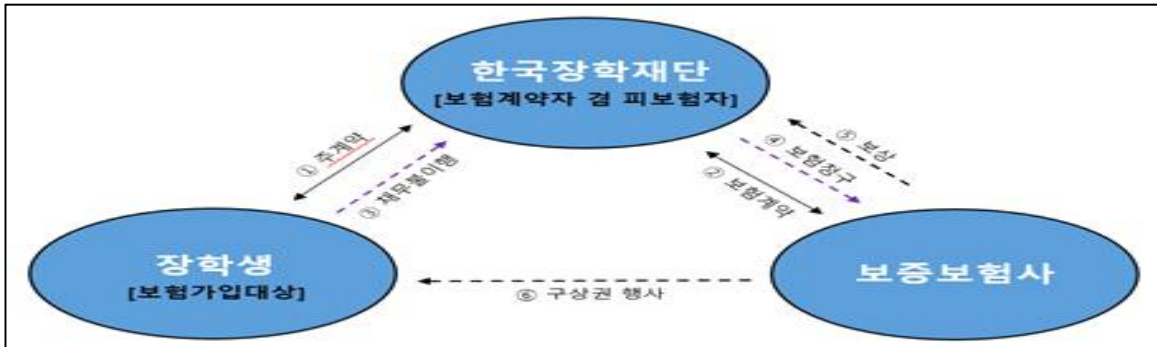 한국장학재단
[보험계약자 겸 피보험자]
① 주계약
③ 채무불이행
⑤ 보상
④ 보험청구
② 보험계약
장학생
[보험가입대상]
보증보험사
⑥ 구상권 행사